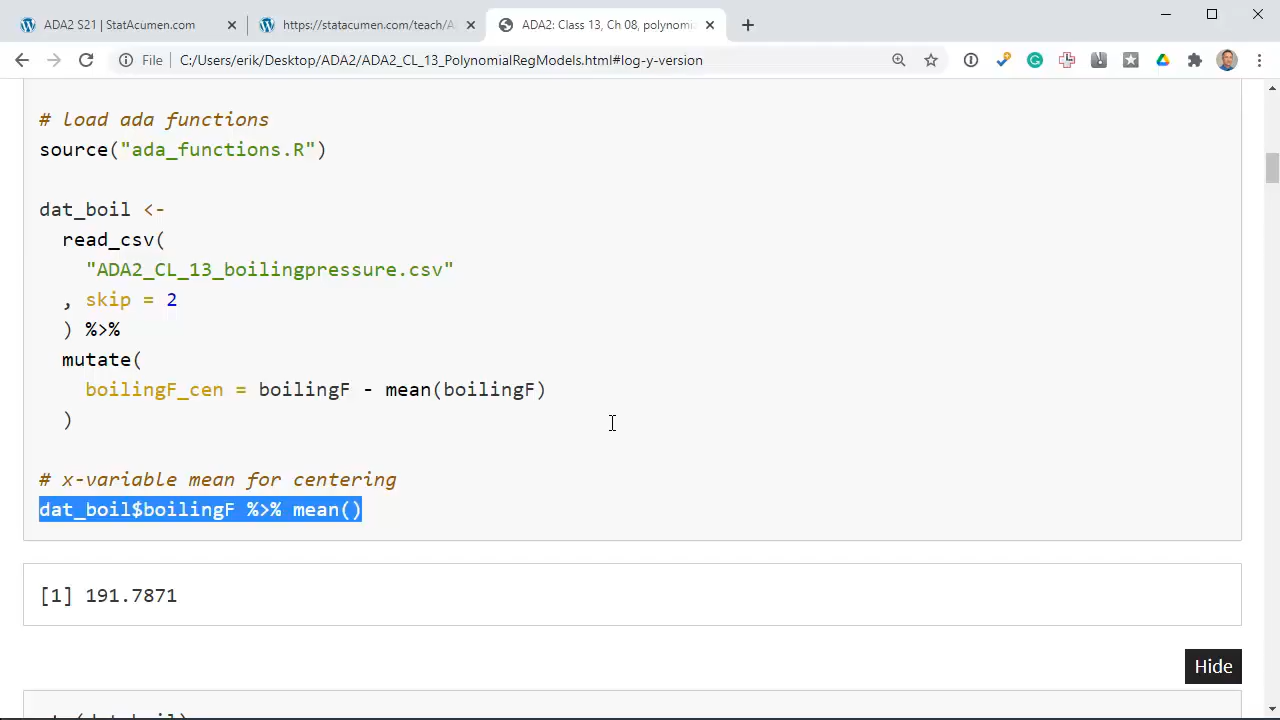 ADA2 S21 | StatAcumen.com
https://statacumen.com/teach/A
ADA2: Class 13, Ch 08, polynomi
File
C:/Users/erik/Desktop/ADA2/ADA2_CL_13_PolynomialRegModels.html#log-y-version
# load ada functions
source("ada_functions.R")
dat_boil <-
read_csv(
"ADA2_CL_13_boilingpressure.csv"
, skip = 2
) %>%
mutate(
boilingF_cen = boilingF - mean(boilingF)
)
# x-variable mean for centering
dat_boil$boilingF %>% mean()
[1] 191.7871
Hide